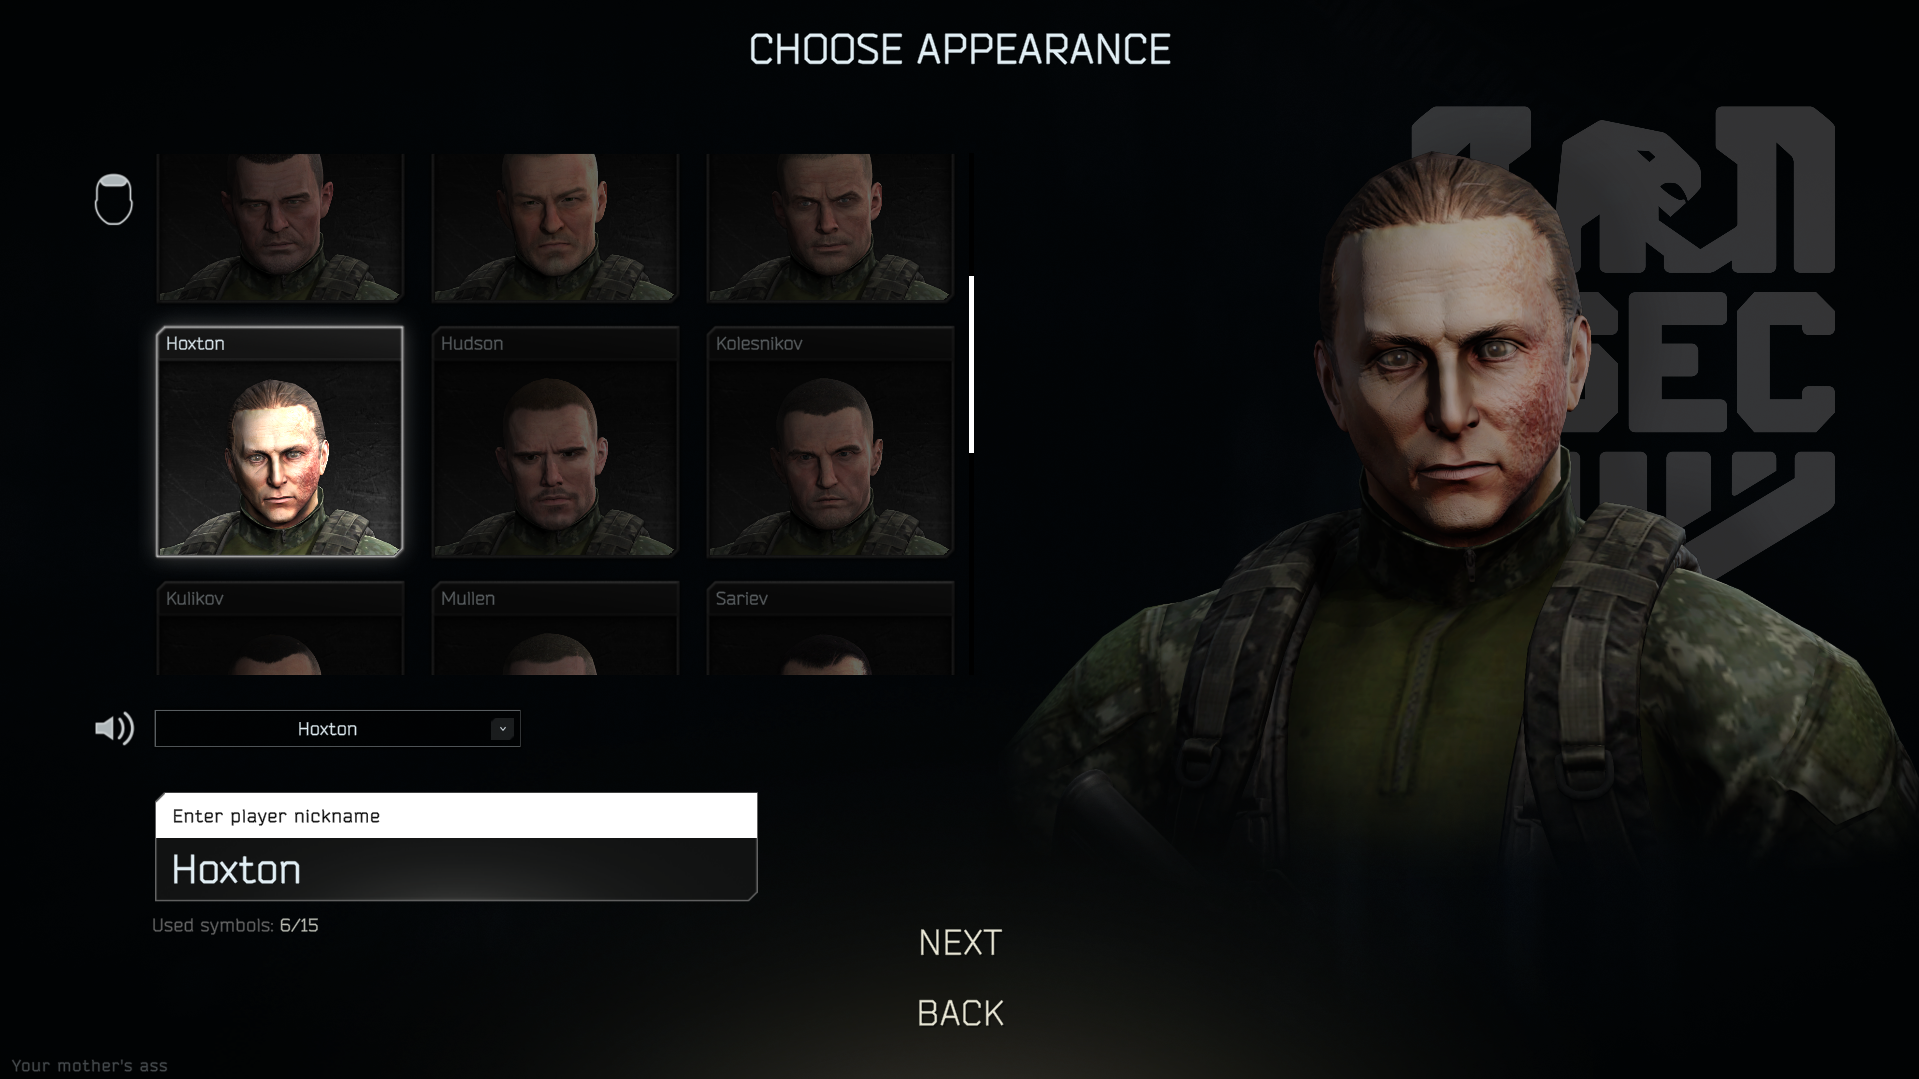 CHOOSE APPEARANCE
Hoxton
Hudson
Kolesnikov
Kulikov
Mullen
Sariev
Hoxton
Enter player nickname
Hoxton
Used symbols: 6/15
NEXT
BACK
Your mother's ass